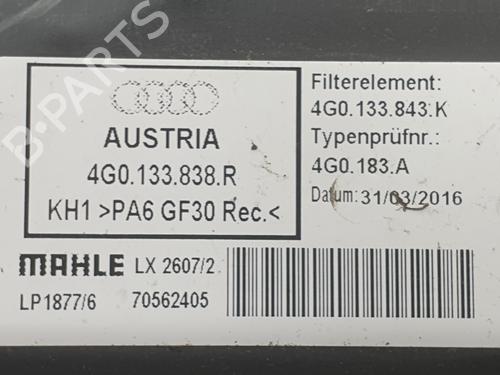 AUSTRIA
4G0.133.838.R
KH1 >PA6 GF30 Rec.<
Filterelement:
4G0.133.843.K
Typenprüfnr.:
4G0.183.A
Datum: 31/03/2016
MAHLE LX 2607/2
LP1877/6 70562405
B-PARTS